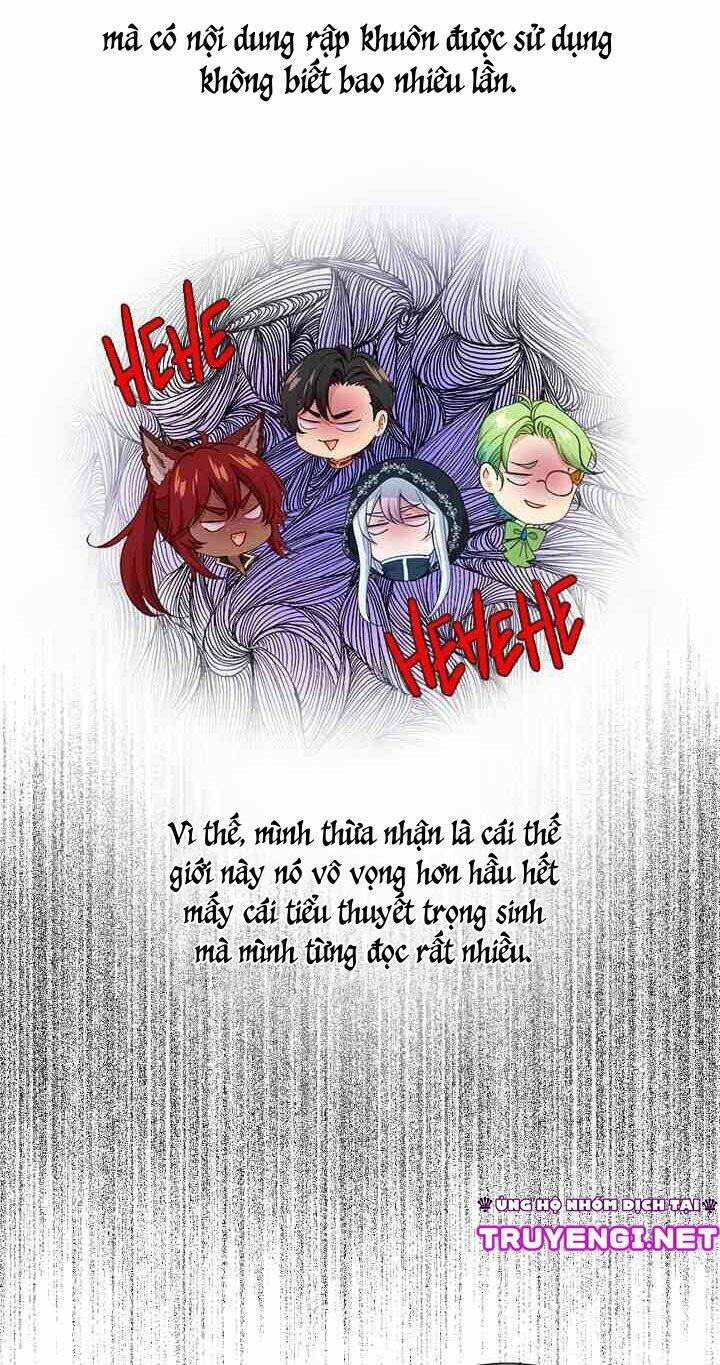 mà có nội dung rập khuôn được sử dụng
không biết bao nhiêu lần.
HEHE
HEHEHE
Vì thế, mình thừa nhận là cái thế
giới này nó vô vọng hơn hầu hết
mấy cái tiểu thuyết trọng sinh
mà mình từng đọc rất nhiều.
ỦNG HỘ NHÓM DỊCH TẠI
TRUYENGI.NET